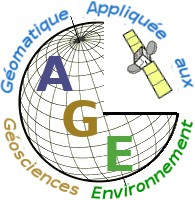 Géomatique Appliquée aux
A
G
E
Géosciences Environnement